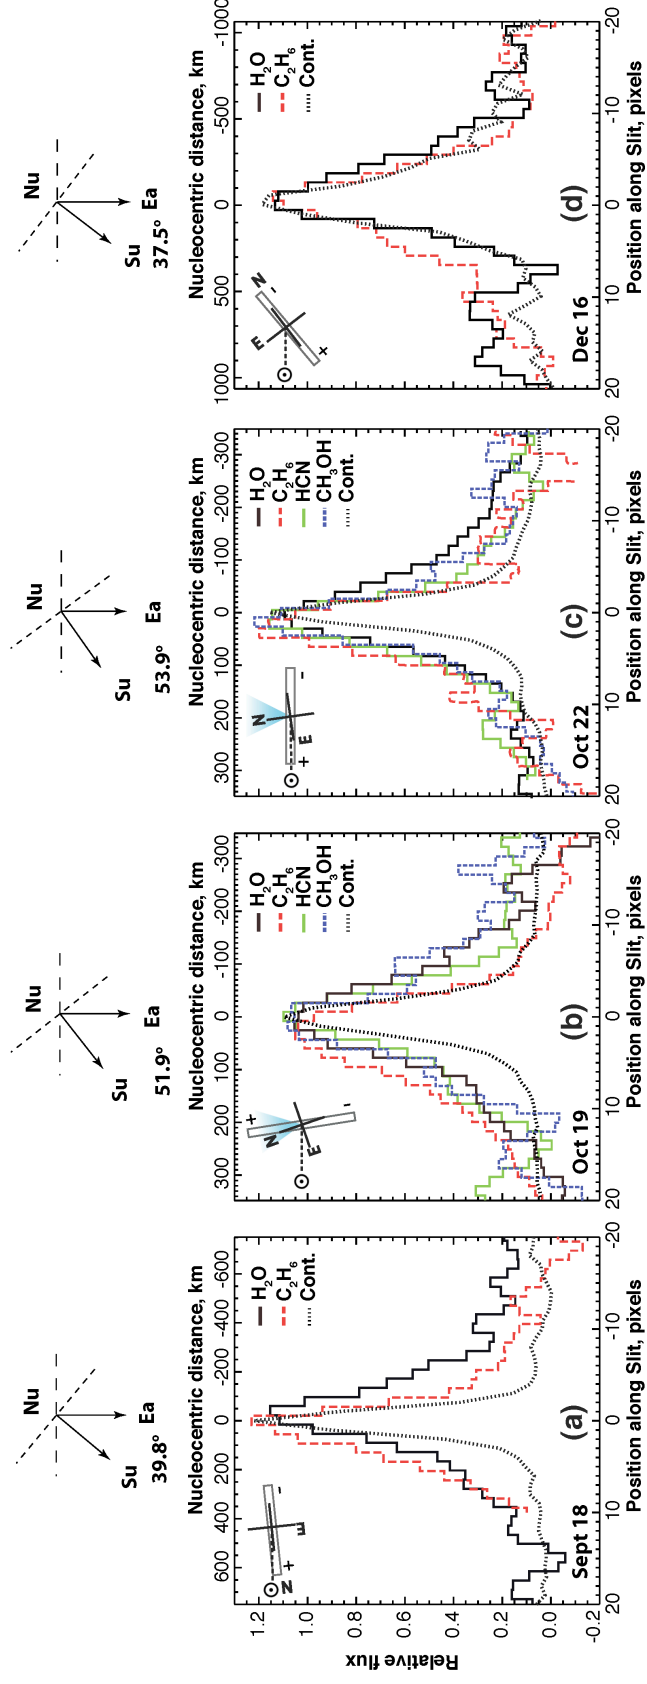 Nu
Su
Ea
39.8°
Nu
Su
Ea
51.9°
Nu
Su
Ea
53.9°
Nu
Su
Ea
37.5°
Nucleocentric distance, km
600 400 200 0 -200 -400 -600
Nucleocentric distance, km
300 200 100 0 -100 -200 -300
Nucleocentric distance, km
300 200 100 0 -100 -200 -300
Nucleocentric distance, km
1000 500 0 -500 -1000
Relative flux
1.2
1.0
0.8
0.6
0.4
0.2
0.0
-0.2
N
E
+
-
H2O
C2H6
Cont.
Sept 18
(a)
N
E
+
-
H2O
C2H6
HCN
CH3OH
Cont.
Oct 19
(b)
N
E
+
-
H2O
C2H6
HCN
CH3OH
Cont.
Oct 22
(c)
N
E
+
-
H2O
C2H6
Cont.
Dec 16
(d)
20 10 0 -10 -20
Position along Slit, pixels
20 10 0 -10 -20
Position along Slit, pixels
20 10 0 -10 -20
Position along Slit, pixels
20 10 0 -10 -20
Position along Slit, pixels